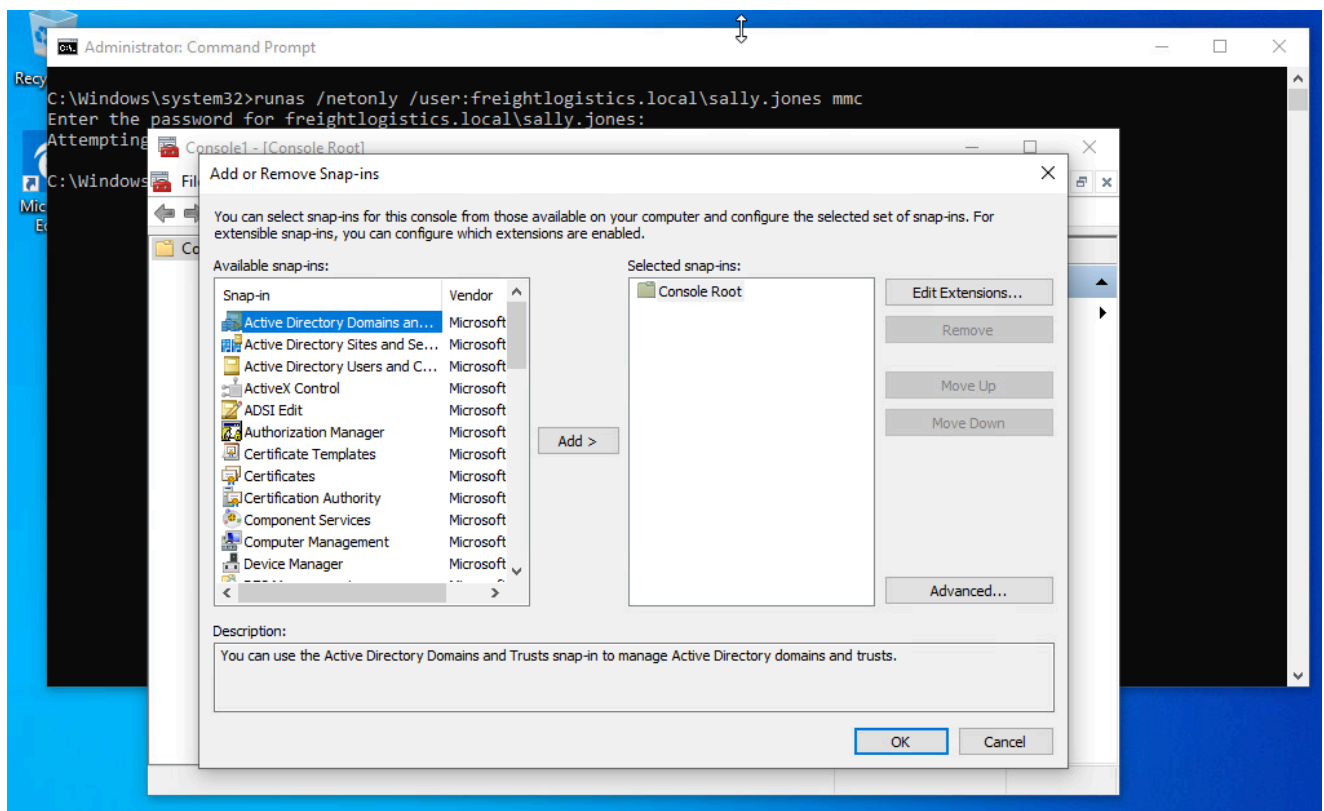 Administrator: Command Prompt
Recy
C:\Windows\system32>runas /netonly /user:freightlogistics.local\sally.jones mmc
Enter the password for freightlogistics.local\sally.jones:
Attempting
Console1 - [Console Root]
C:\Windows
Fil
Add or Remove Snap-ins
Mic
E
You can select snap-ins for this console from those available on your computer and configure the selected set of snap-ins. For
extensible snap-ins, you can configure which extensions are enabled.
Co
Available snap-ins:
Selected snap-ins:
Snap-in Vendor
Console Root
Edit Extensions...
Active Directory Domains an... Microsoft
Remove
Active Directory Sites and Se... Microsoft
Active Directory Users and C... Microsoft
ActiveX Control Microsoft
Move Up
ADSI Edit Microsoft
Move Down
Authorization Manager Microsoft
Add >
Certificate Templates Microsoft
Certificates Microsoft
Certification Authority Microsoft
Component Services Microsoft
Computer Management Microsoft
Device Manager Microsoft
Advanced...
Description:
You can use the Active Directory Domains and Trusts snap-in to manage Active Directory domains and trusts.
OK
Cancel